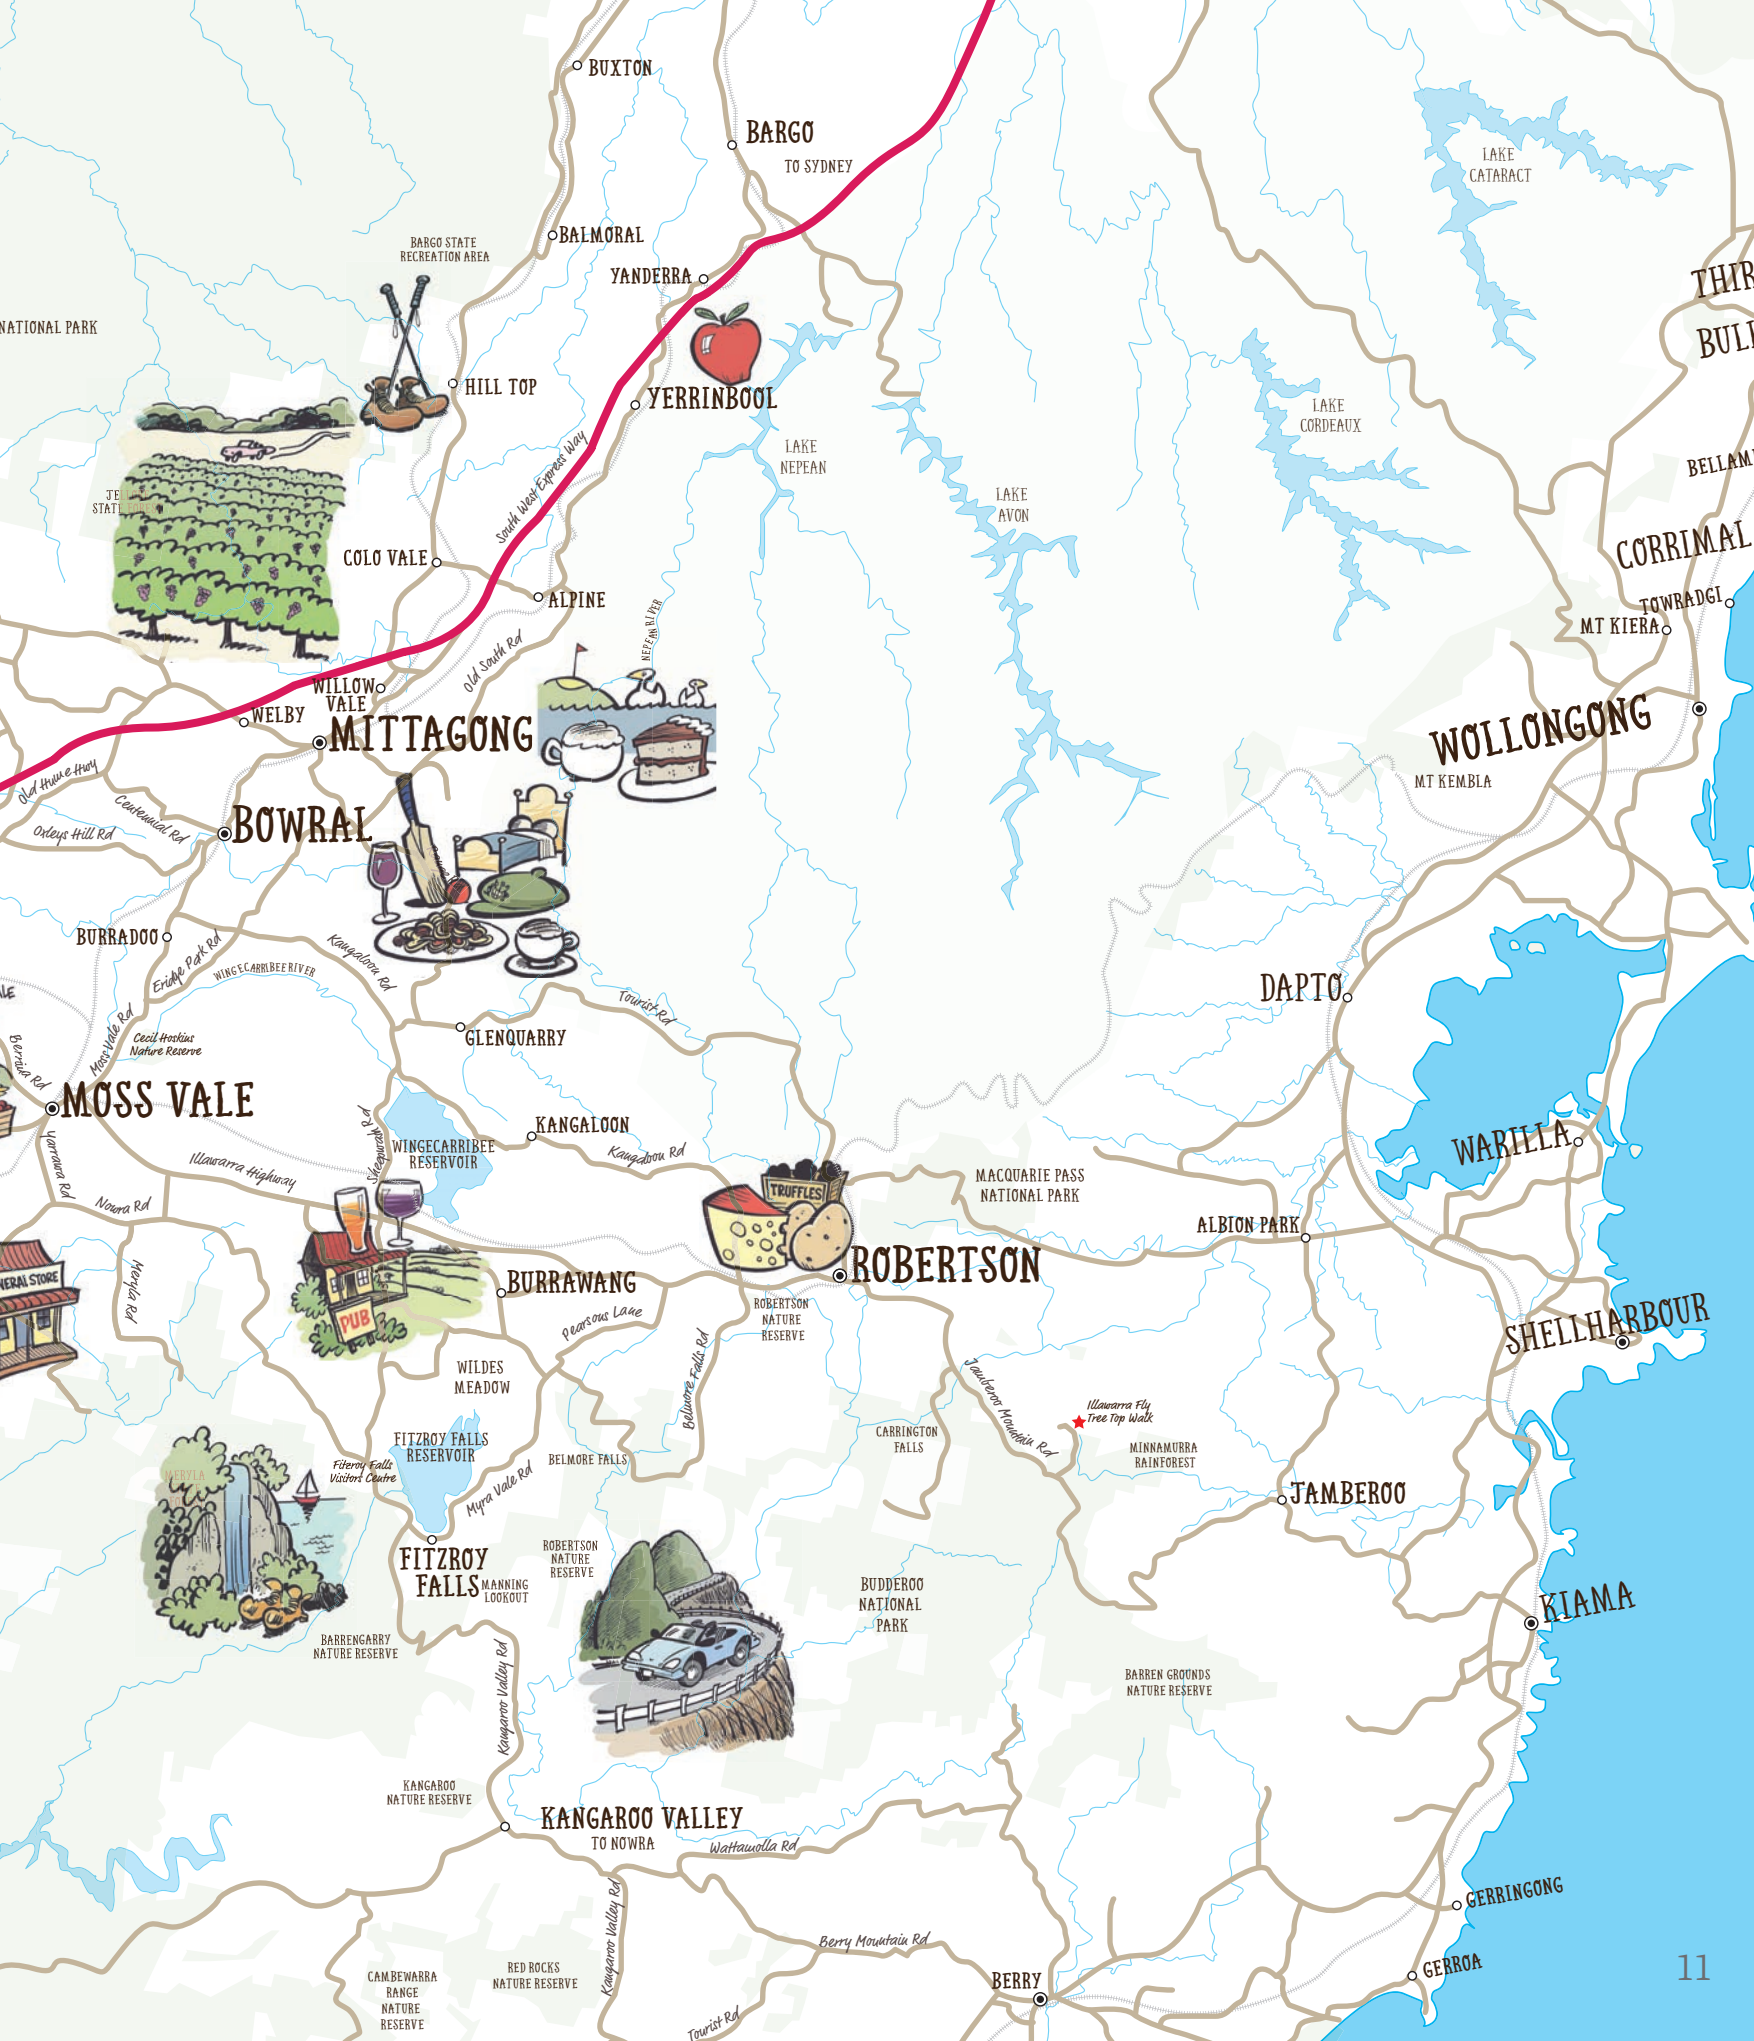 BUXTON
BARGO
TO SYDNEY
LAKE
CATARACT
BALMORAL
BARGO STATE
RECREATION AREA
YANDERRA
NATIONAL PARK
HILL TOP
YERRINBOOL
LAKE
CORDEAUX
LAKE
NEPEAN
LAKE
AVON
South West Express Way
CORRIMAL
COLO VALE
ALPINE
TOWRADGI
MT KIERA
NEPEAN RIVER
Old South Rd
WILLOW
VALE
WELBY
MITTAGONG
WOLLONGONG
MT KEMBLA
Old Hume Hwy
Centennial Rd
Oxleys Hill Rd
BOWRAL
BURRADOO
Eridge Park Rd
WINGECARRIBEE RIVER
Kangaloon Rd
Tourist Rd
DAPTO
GLENQUARRY
Moss Vale Rd
Cecil Hoskins
Nature Reserve
Berrima Rd
MOSS VALE
Sheepwash Rd
WINGECARRIBEE
RESERVOIR
KANGALOON
Kangaloon Rd
WARILLA
Yarrawa Rd
Illawarra Highway
Nowra Rd
TRUFFLES
MACQUARIE PASS
NATIONAL PARK
ALBION PARK
ROBERTSON
Meryla Rd
BURRAWANG
PUB
Pearsons Lane
ROBERTSON
NATURE
RESERVE
SHELLHARBOUR
Belmore Falls Rd
WILDES
MEADOW
Jamberoo Mountain Rd
Illawarra Fly
Tree Top Walk
CARRINGTON
FALLS
MINNAMURRA
RAINFOREST
FITZROY FALLS
RESERVOIR
Fitzroy Falls
Visitors Centre
BELMORE FALLS
Myra Vale Rd
MERYLA
JAMBEROO
FITZROY
FALLS
MANNING
LOOKOUT
ROBERTSON
NATURE
RESERVE
BUDDEROO
NATIONAL
PARK
KIAMA
BARRENGARRY
NATURE RESERVE
Kangaroo Valley Rd
BARREN GROUNDS
NATURE RESERVE
KANGAROO
NATURE RESERVE
KANGAROO VALLEY
TO NOWRA
Wattamolla Rd
Kangaroo Valley Rd
GERRINGONG
Berry Mountain Rd
GERROA
RED ROCKS
NATURE RESERVE
CAMBEWARRA
RANGE
NATURE
RESERVE
BERRY
Tourist Rd
11